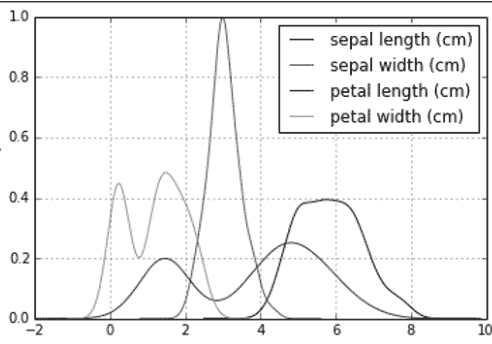 1.0
0.8
0.6
0.4
0.2
0.0
-2 0 2 4 6 8 10
sepal length (cm)
sepal width (cm)
petal length (cm)
petal width (cm)